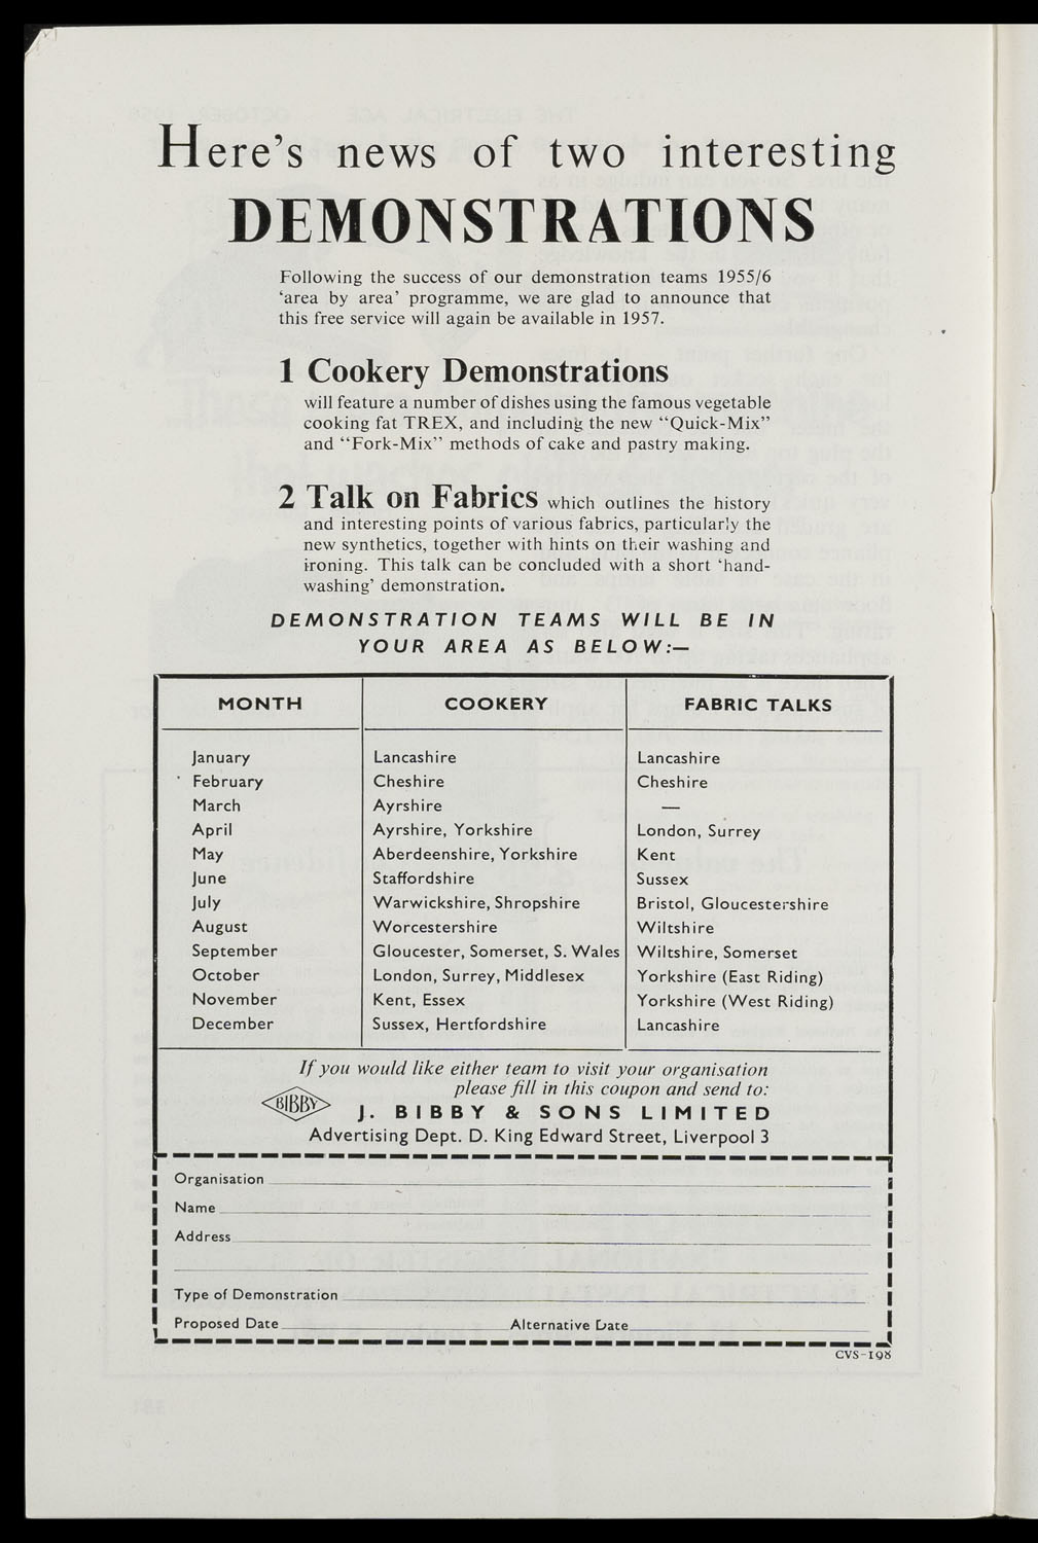 Here's news of two interesting
DEMONSTRATIONS
Following the success of our demonstration teams 1955/6
'area by area' programme, we are glad to announce that
this free service will again be available in 1957.
1 Cookery Demonstrations
will feature a number of dishes using the famous vegetable
cooking fat TREX, and including the new "Quick-Mix"
and "Fork-Mix" methods of cake and pastry making.
2 Talk on Fabrics which outlines the history
and interesting points of various fabrics, particularly the
new synthetics, together with hints on their washing and
ironing. This talk can be concluded with a short 'hand-
washing' demonstration.
DEMONSTRATION TEAMS WILL BE IN
YOUR AREA AS BELOW:—
MONTH COOKERY FABRIC TALKS
January Lancashire Lancashire
February Cheshire Cheshire
March Ayrshire —
April Ayrshire, Yorkshire London, Surrey
May Aberdeenshire, Yorkshire Kent
June Staffordshire Sussex
July Warwickshire, Shropshire Bristol, Gloucestershire
August Worcestershire Wiltshire
September Gloucester, Somerset, S. Wales Wiltshire, Somerset
October London, Surrey, Middlesex Yorkshire (East Riding)
November Kent, Essex Yorkshire (West Riding)
December Sussex, Hertfordshire Lancashire
If you would like either team to visit your organisation
please fill in this coupon and send to:
BIBBY J. BIBBY & SONS LIMITED
Advertising Dept. D. King Edward Street, Liverpool 3
Organisation
Name
Address
Type of Demonstration
Proposed Date Alternative Date
CVS-198